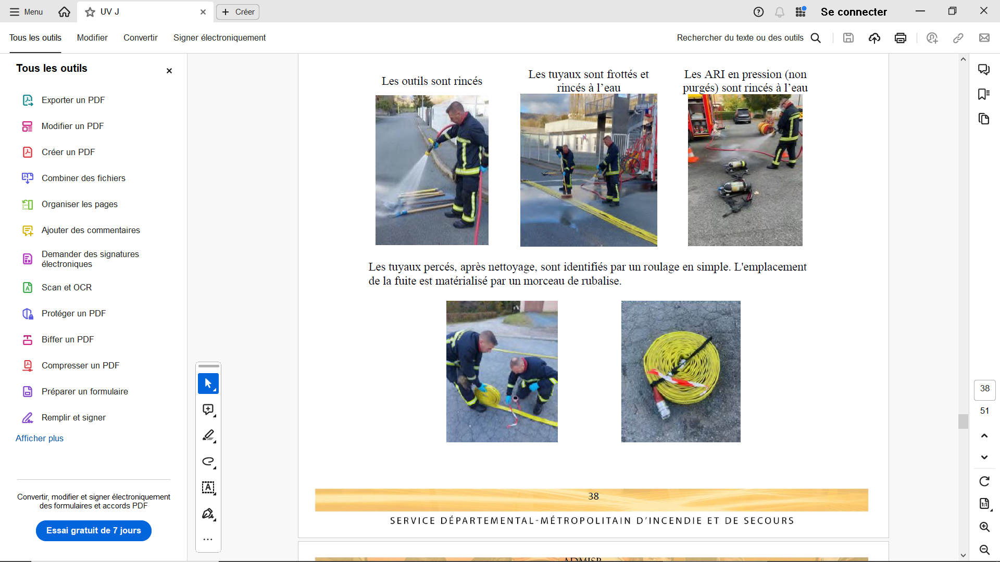 Menu
UV J
Créer
Se connecter
Tous les outils
Modifier
Convertir
Signer électroniquement
Rechercher du texte ou des outils
Tous les outils
Exporter un PDF
Modifier un PDF
Créer un PDF
Combiner des fichiers
Organiser les pages
Ajouter des commentaires
Demander des signatures
électroniques
Scan et OCR
Protéger un PDF
Biffer un PDF
Compresser un PDF
Préparer un formulaire
Remplir et signer
Afficher plus
Convertir, modifier et signer électroniquement
des formulaires et accords PDF
Essai gratuit de 7 jours
Les outils sont rincés
Les tuyaux sont frottés et
rincés à l’eau
Les ARI en pression (non
purgés) sont rincés à l’eau
Les tuyaux percés, après nettoyage, sont identifiés par un roulage en simple. L'emplacement
de la fuite est matérialisé par un morceau de rubalise.
38
SERVICE DÉPARTEMENTAL-MÉTROPOLITAIN D’INCENDIE ET DE SECOURS
38
51